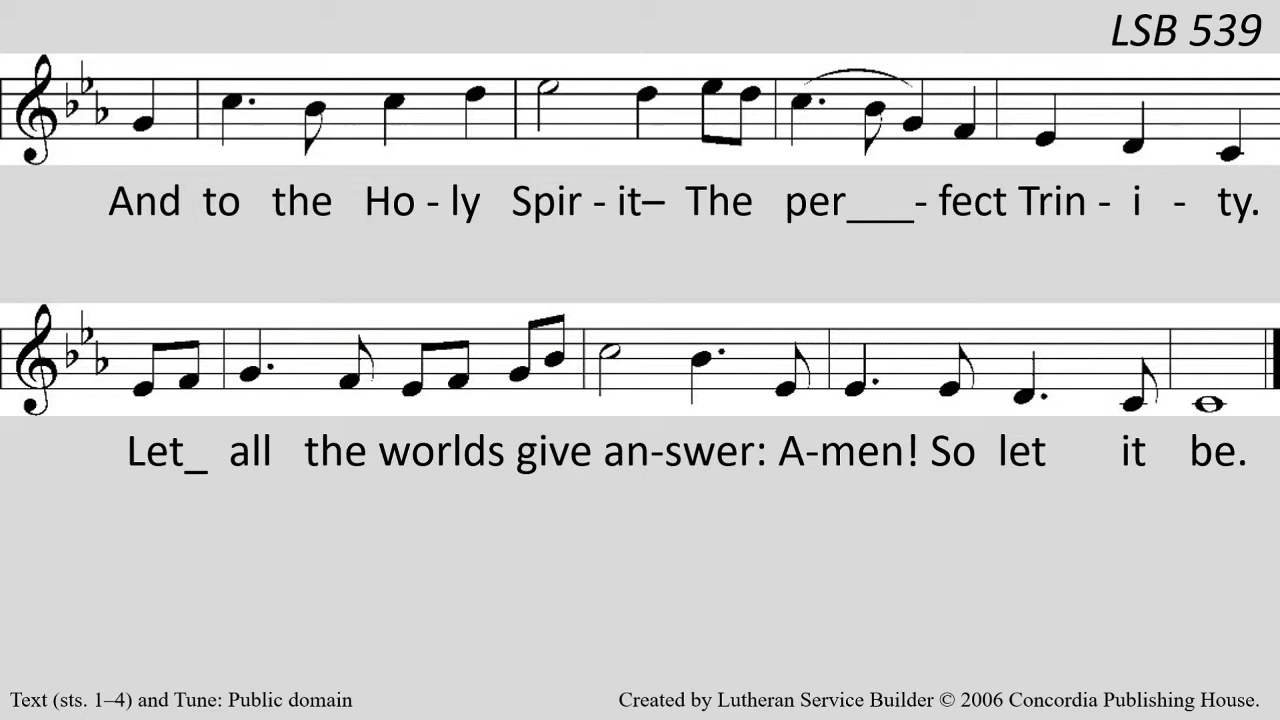 LSB 539
And to the Ho - ly Spir - it– The per___- fect Trin - i - ty.
Let_ all the worlds give an-swer: A-men! So let it be.
Text (sts. 1–4) and Tune: Public domain
Created by Lutheran Service Builder © 2006 Concordia Publishing House.